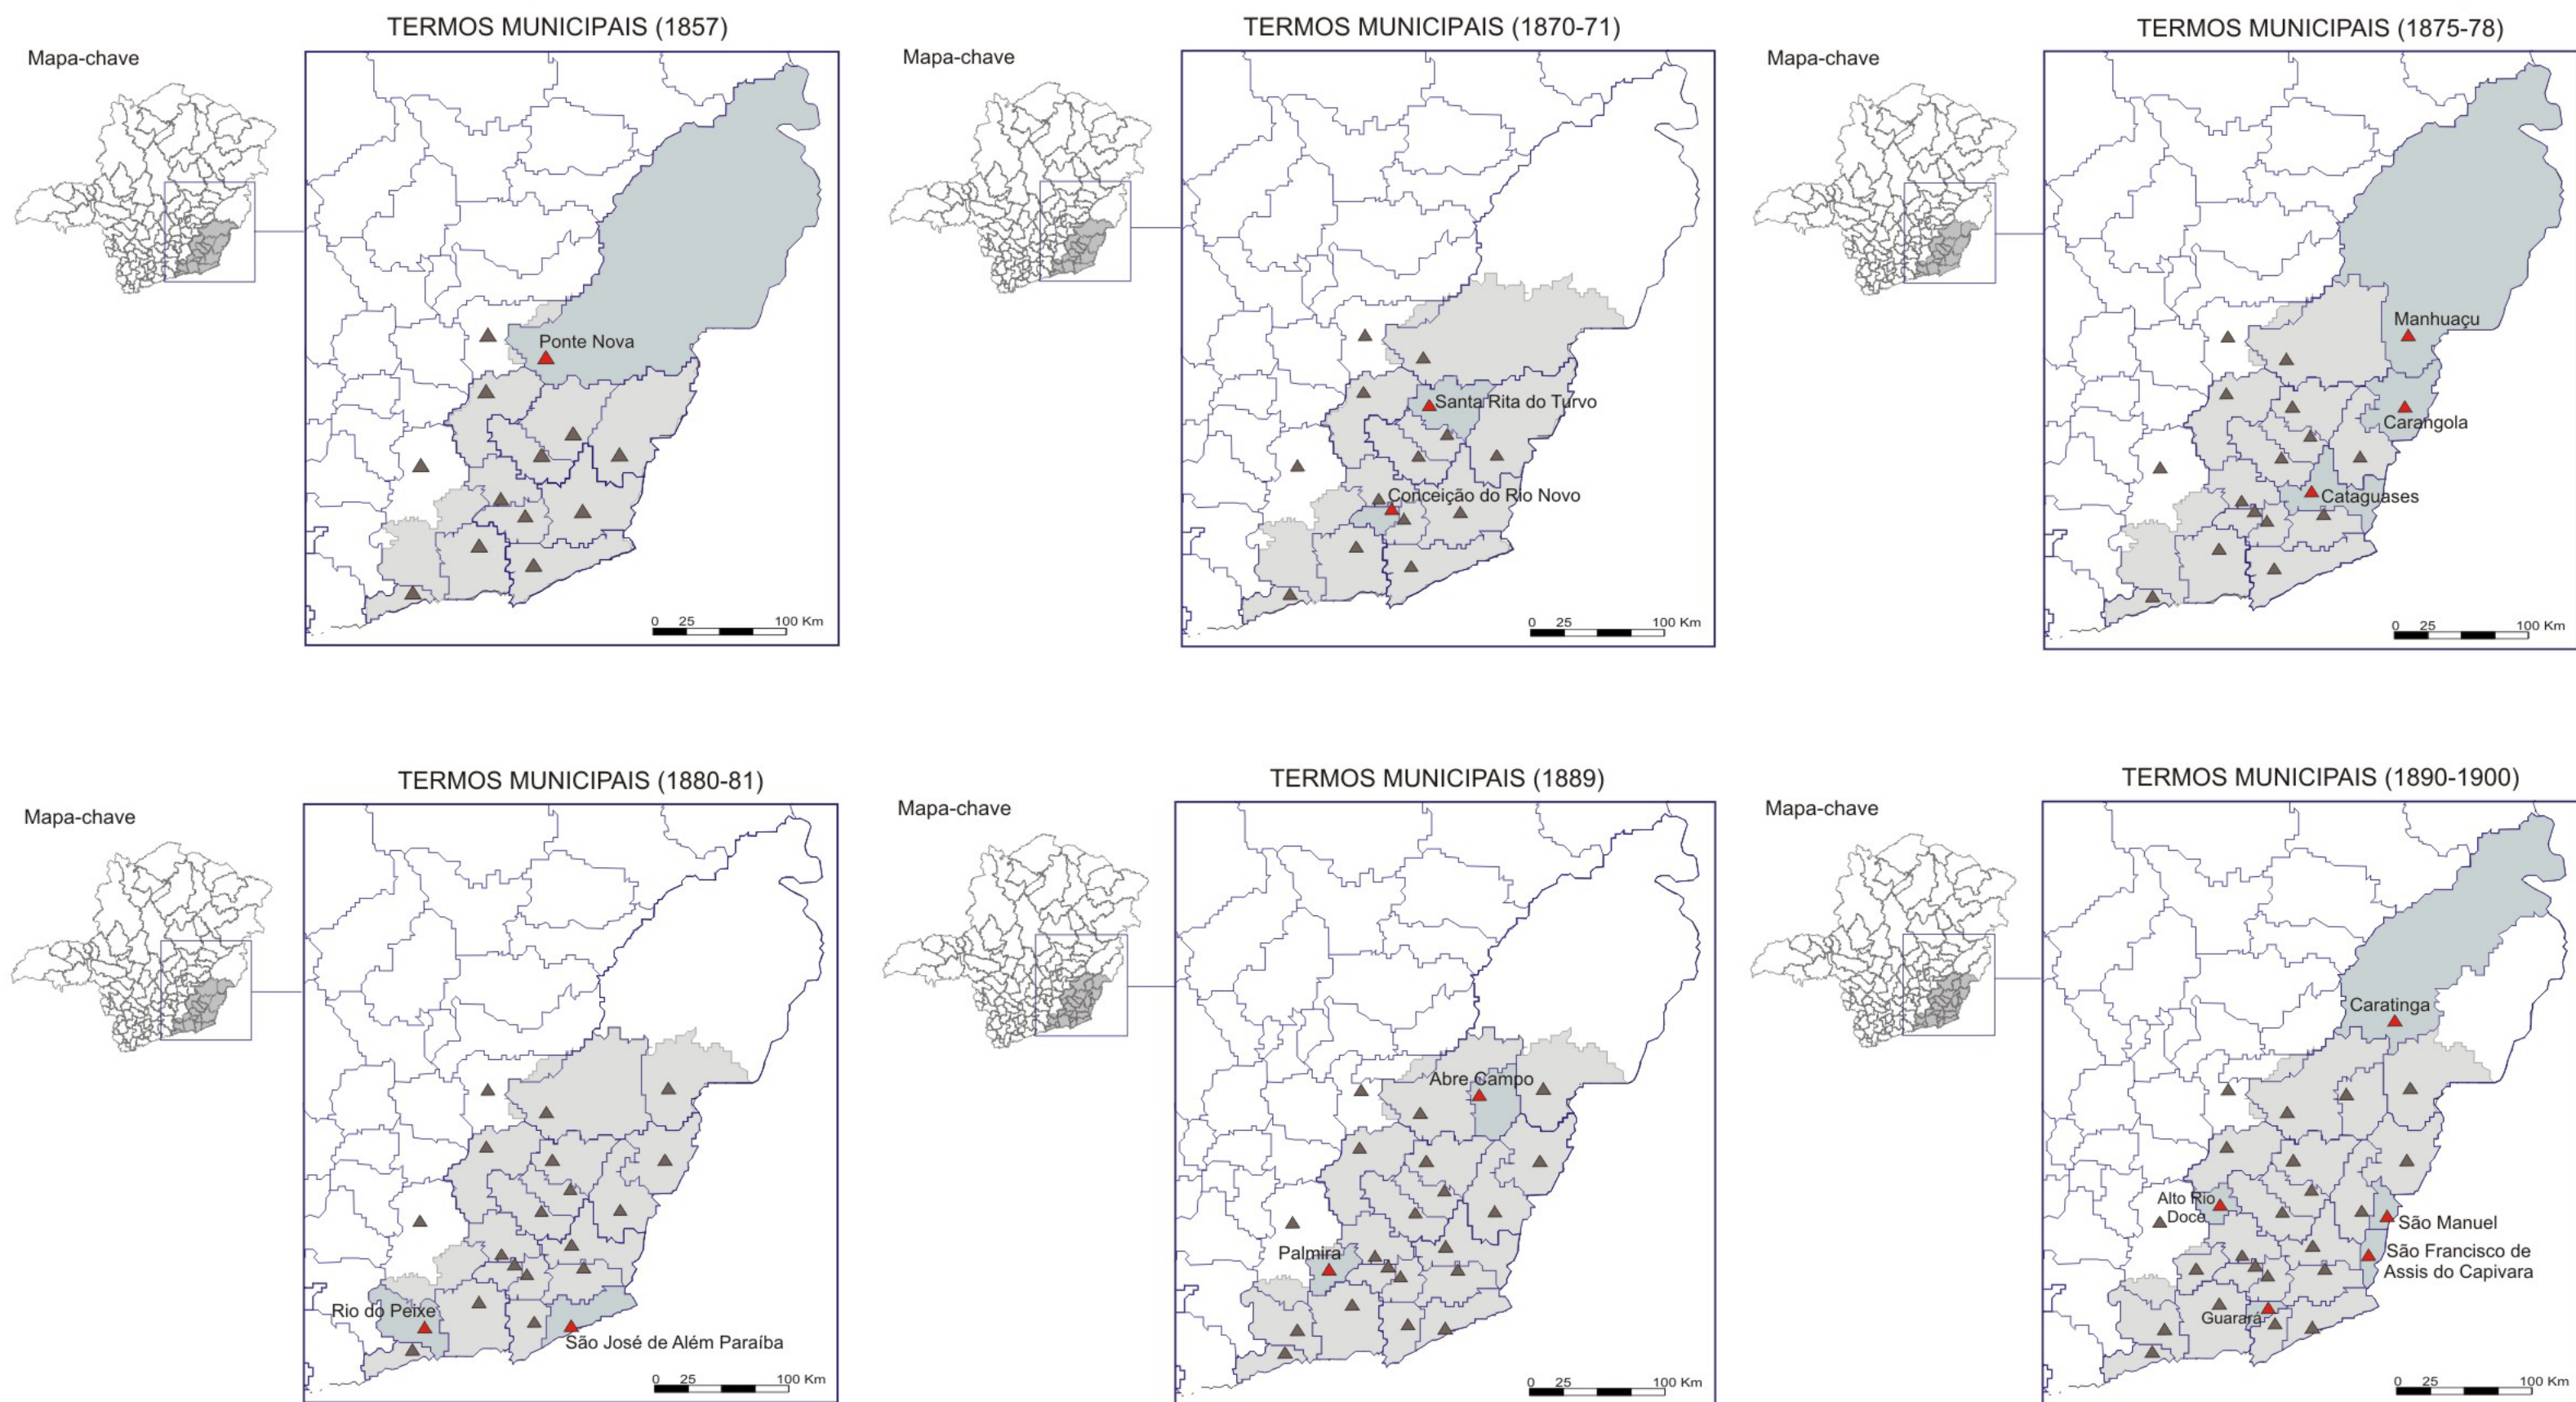 TERMOS MUNICIPAIS (1857)
Mapa-chave
Ponte Nova
0 25 100 Km
TERMOS MUNICIPAIS (1870-71)
Mapa-chave
Santa Rita do Turvo
Conceição do Rio Novo
0 25 100 Km
TERMOS MUNICIPAIS (1875-78)
Mapa-chave
Manhuaçu
Carangola
Cataguases
0 25 100 Km
TERMOS MUNICIPAIS (1880-81)
Mapa-chave
Rio do Peixe
São José de Além Paraíba
0 25 100 Km
TERMOS MUNICIPAIS (1889)
Mapa-chave
Abre Campo
Palmira
0 25 100 Km
TERMOS MUNICIPAIS (1890-1900)
Mapa-chave
Caratinga
Alto Rio
Doce
São Manuel
São Francisco de
Assis do Capivara
Guarará
0 25 100 Km